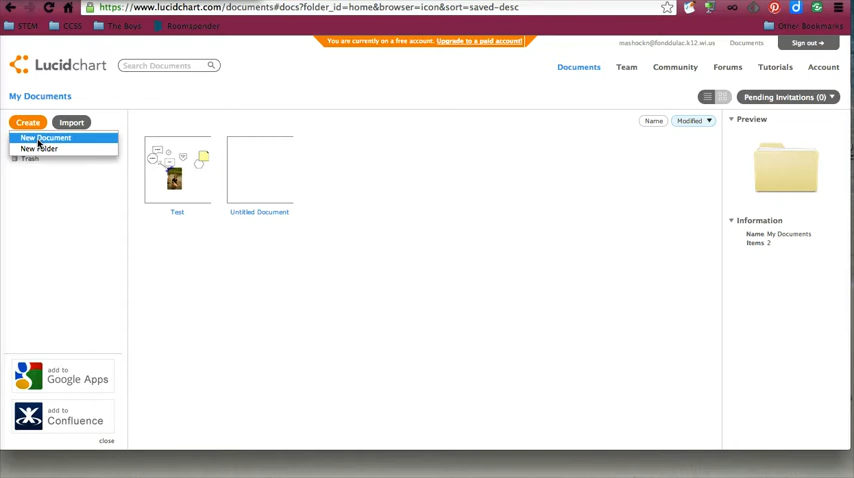 https://www.lucidchart.com/documents#docs?folder_id=home&browser=icon&sort=saved-desc
STEM CCSS The Boys Roomsponder Other Bookmarks
You are currently on a free account. Upgrade to a paid account!
mashockn@fonddulac.k12.wi.us Documents Sign out →
Lucidchart Search Documents
Documents Team Community Forums Tutorials Account
My Documents
Pending Invitations (0)
Create Import
Name Modified
Preview
New Document
New Folder
Trash
Test Untitled Document
Information
Name My Documents
Items 2
add to
Google Apps
add to
Confluence
close